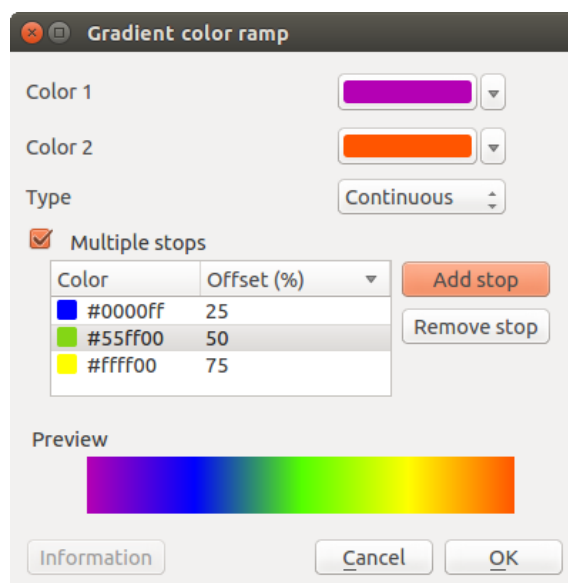 Gradient color ramp
Color 1
Color 2
Type Continuous
Multiple stops
Color Offset (%) Add stop
#0000ff 25
#55ff00 50 Remove stop
#ffff00 75
Preview
Information Cancel OK